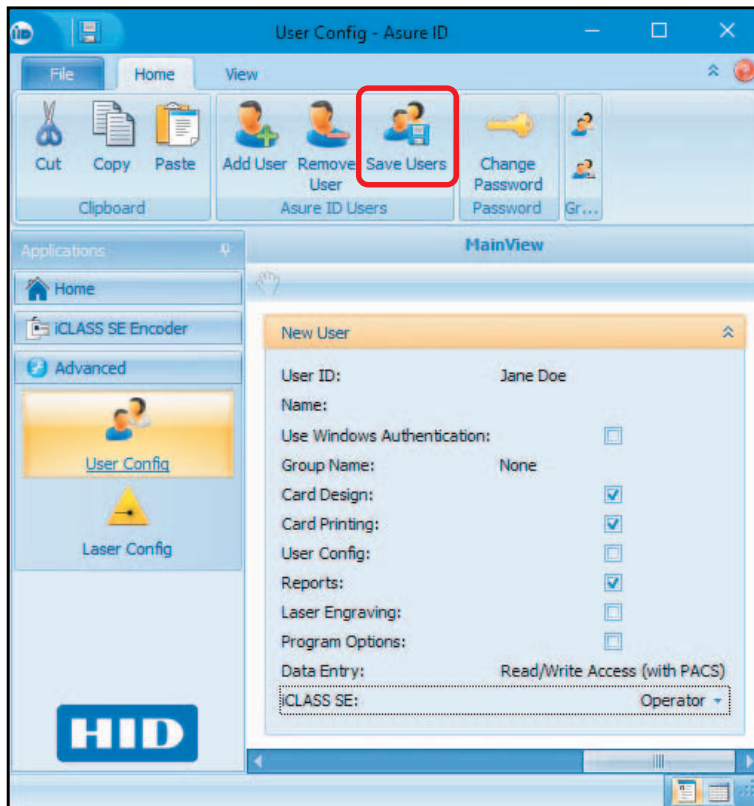 User Config - Asure ID
File Home View
Cut Copy Paste Add User Remove User Save Users Change Password
Clipboard Asure ID Users Password Gr...
Applications
MainView
Home
iCLASS SE Encoder
Advanced
User Config
Laser Config
HID
New User
User ID: Jane Doe
Name:
Use Windows Authentication:
Group Name: None
Card Design:
Card Printing:
User Config:
Reports:
Laser Engraving:
Program Options:
Data Entry: Read/Write Access (with PACS)
iCLASS SE: Operator